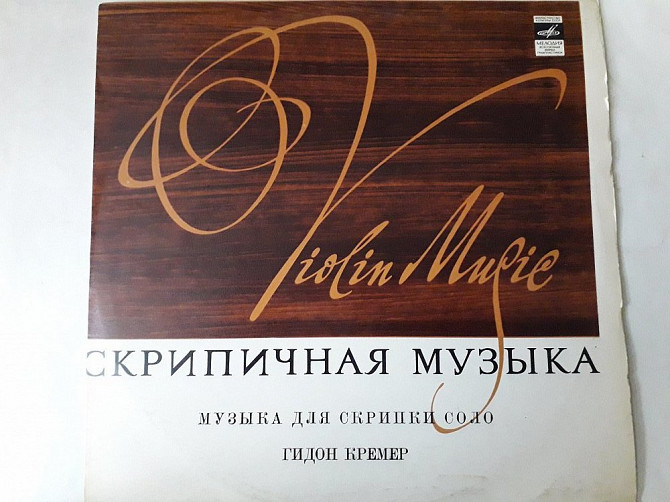 МЕЛОДИЯ
Violin Music
СКРИПИЧНАЯ МУЗЫКА
МУЗЫКА ДЛЯ СКРИПКИ СОЛО
ГИДОН КРЕМЕР